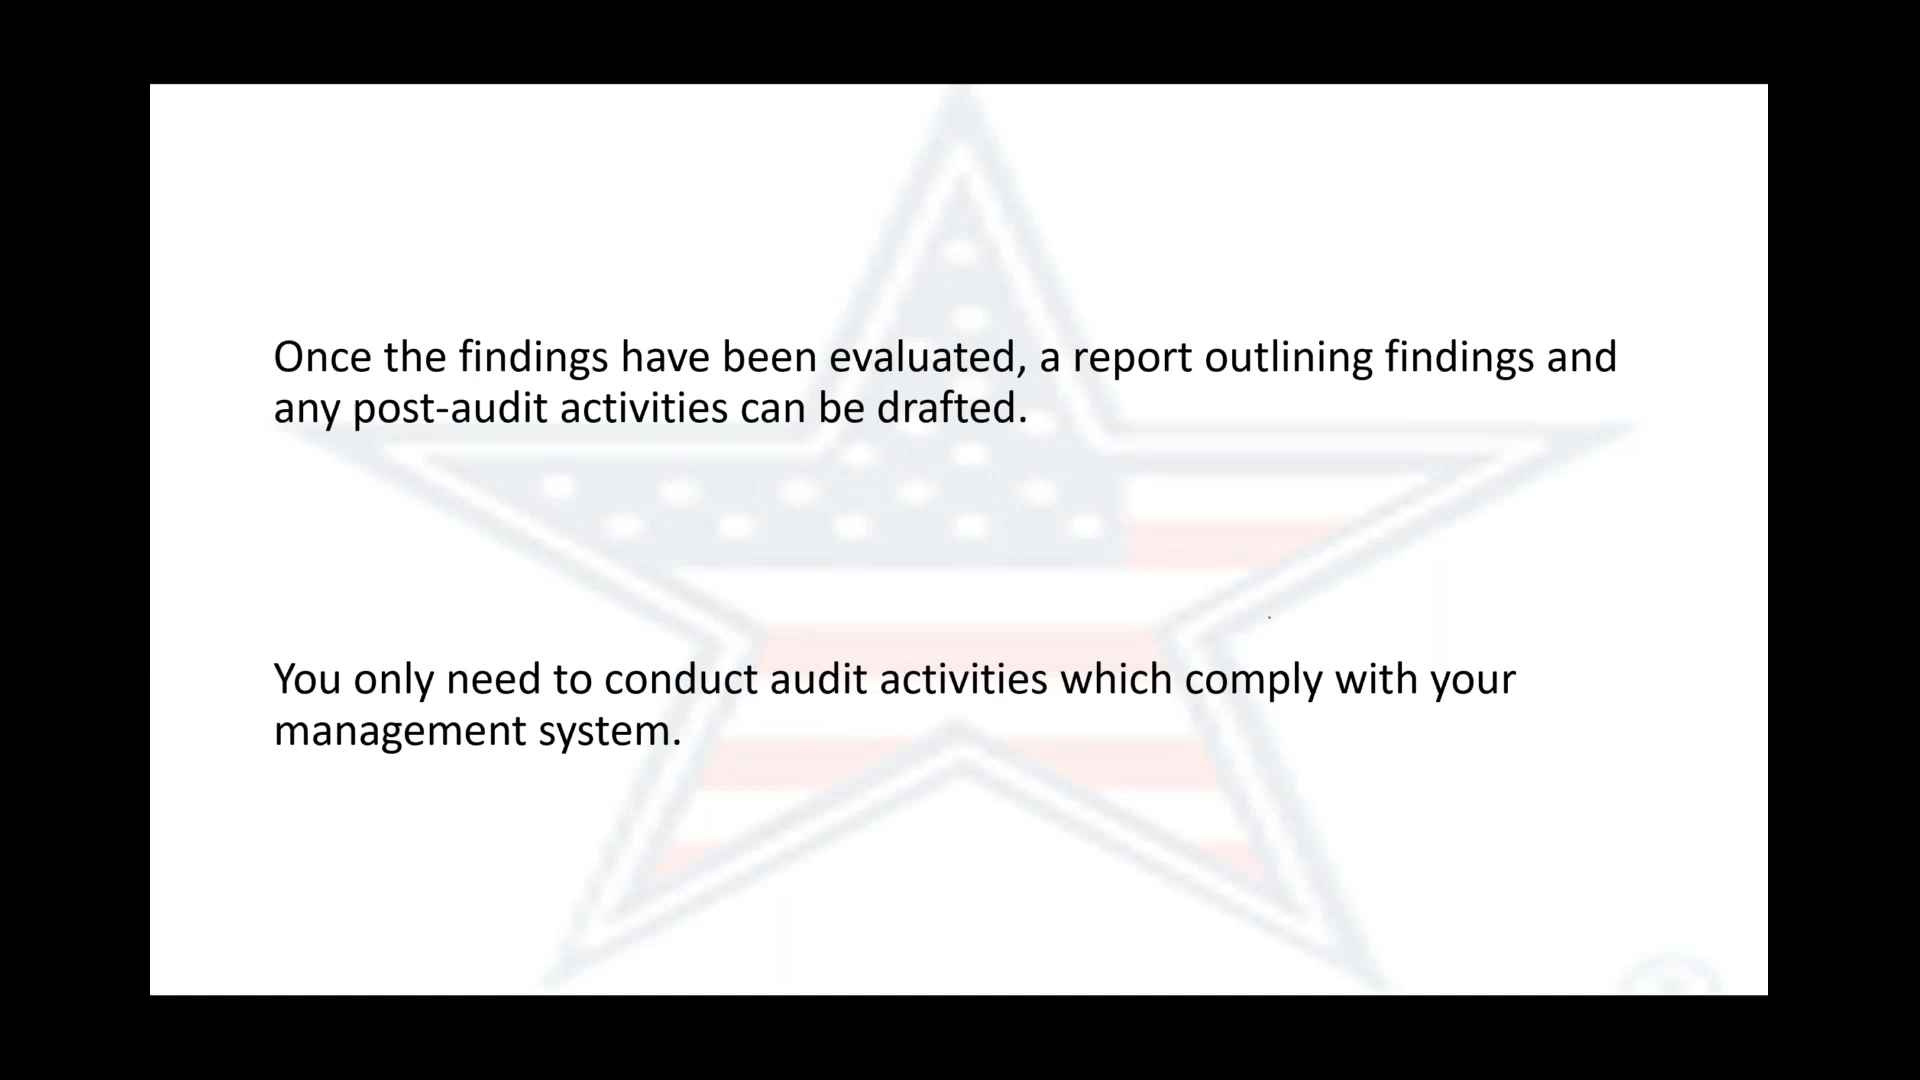 Once the findings have been evaluated, a report outlining findings and
any post-audit activities can be drafted.
You only need to conduct audit activities which comply with your
management system.